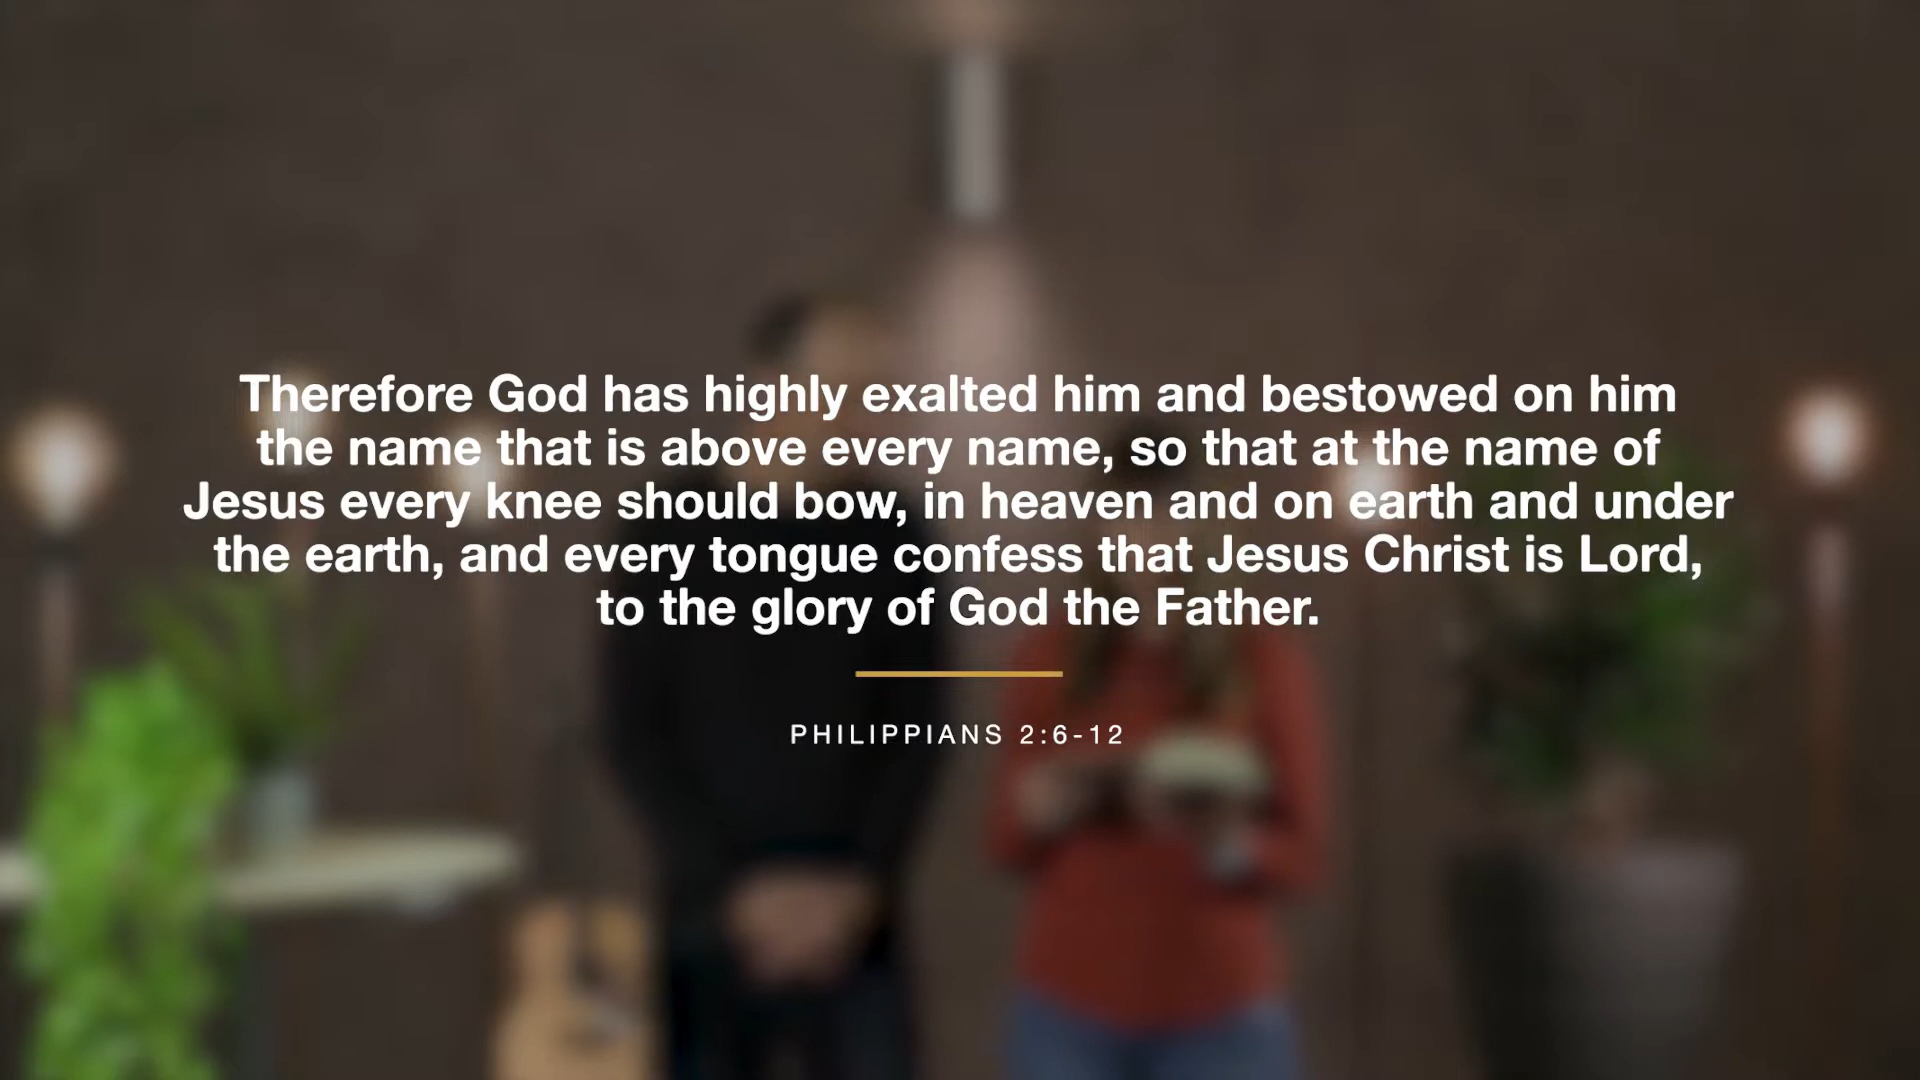 Therefore God has highly exalted him and bestowed on him
the name that is above every name, so that at the name of
Jesus every knee should bow, in heaven and on earth and under
the earth, and every tongue confess that Jesus Christ is Lord,
to the glory of God the Father.
PHILIPPIANS 2:6-12